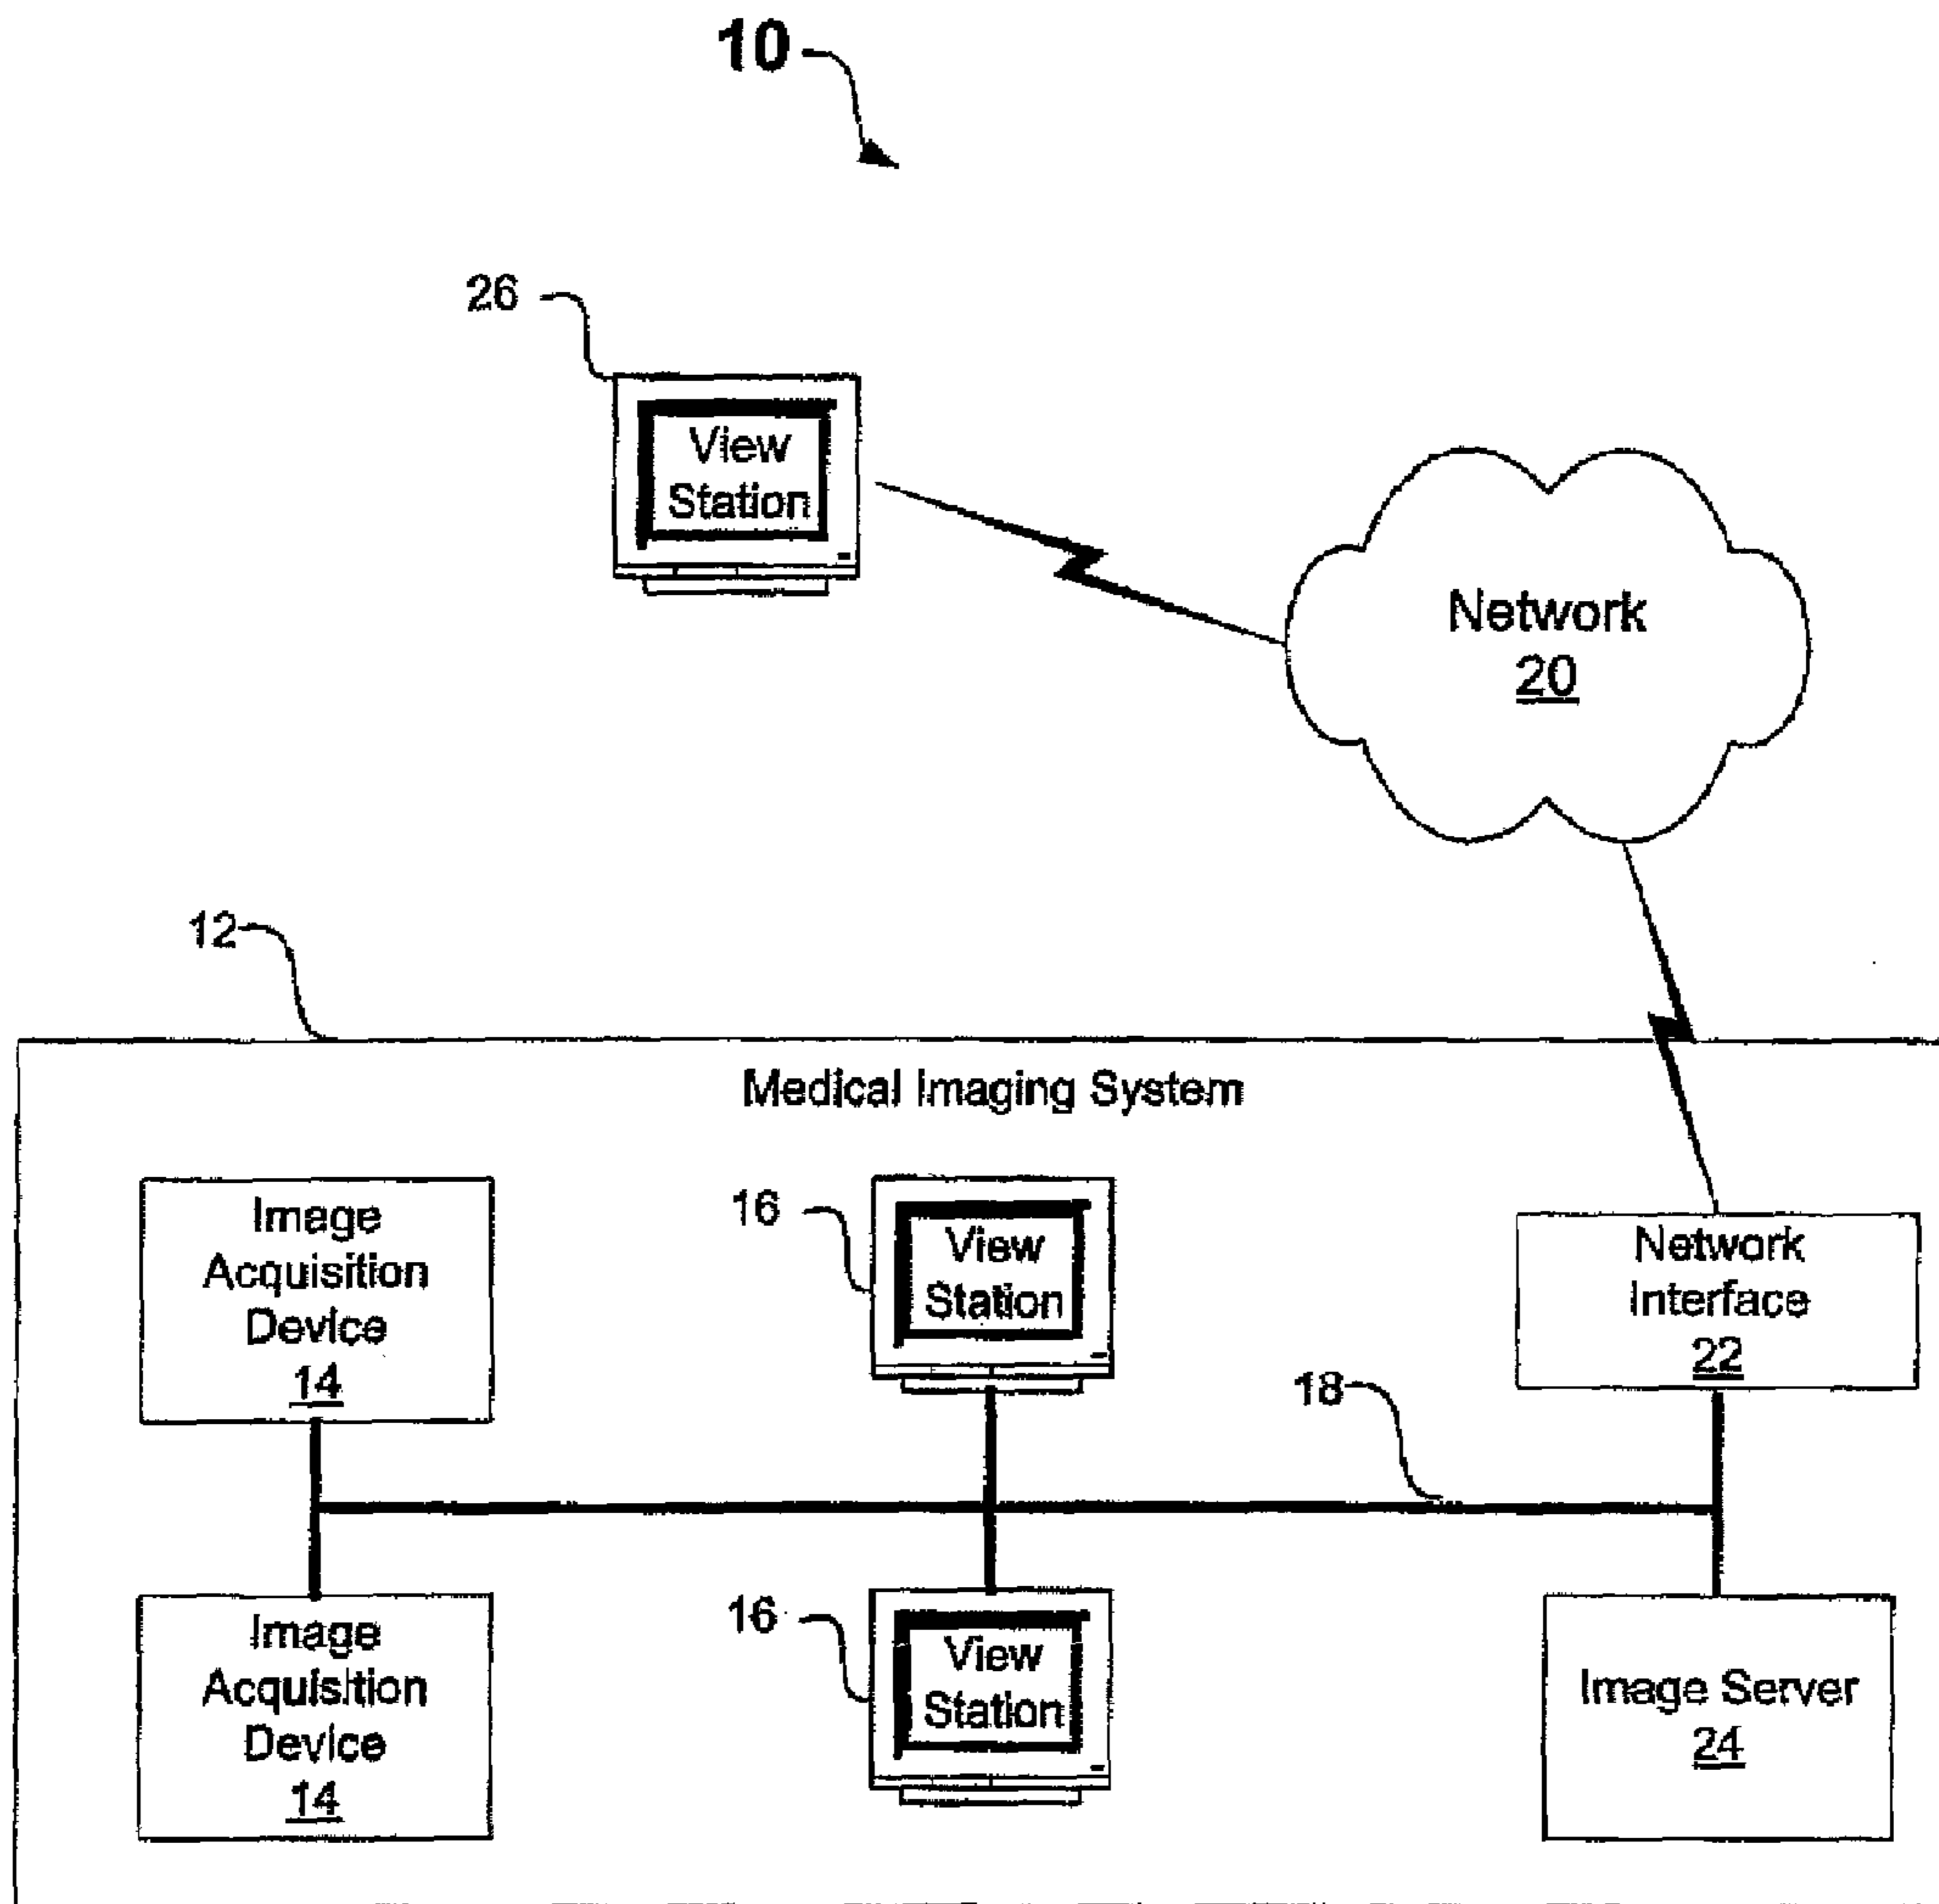 10
26
View
Station
Network
20
12
Medical Imaging System
Image
Acquisition
Device
14
16
View
Station
Network
Interface
22
18
Image
Acquisition
Device
14
16
View
Station
Image Server
24